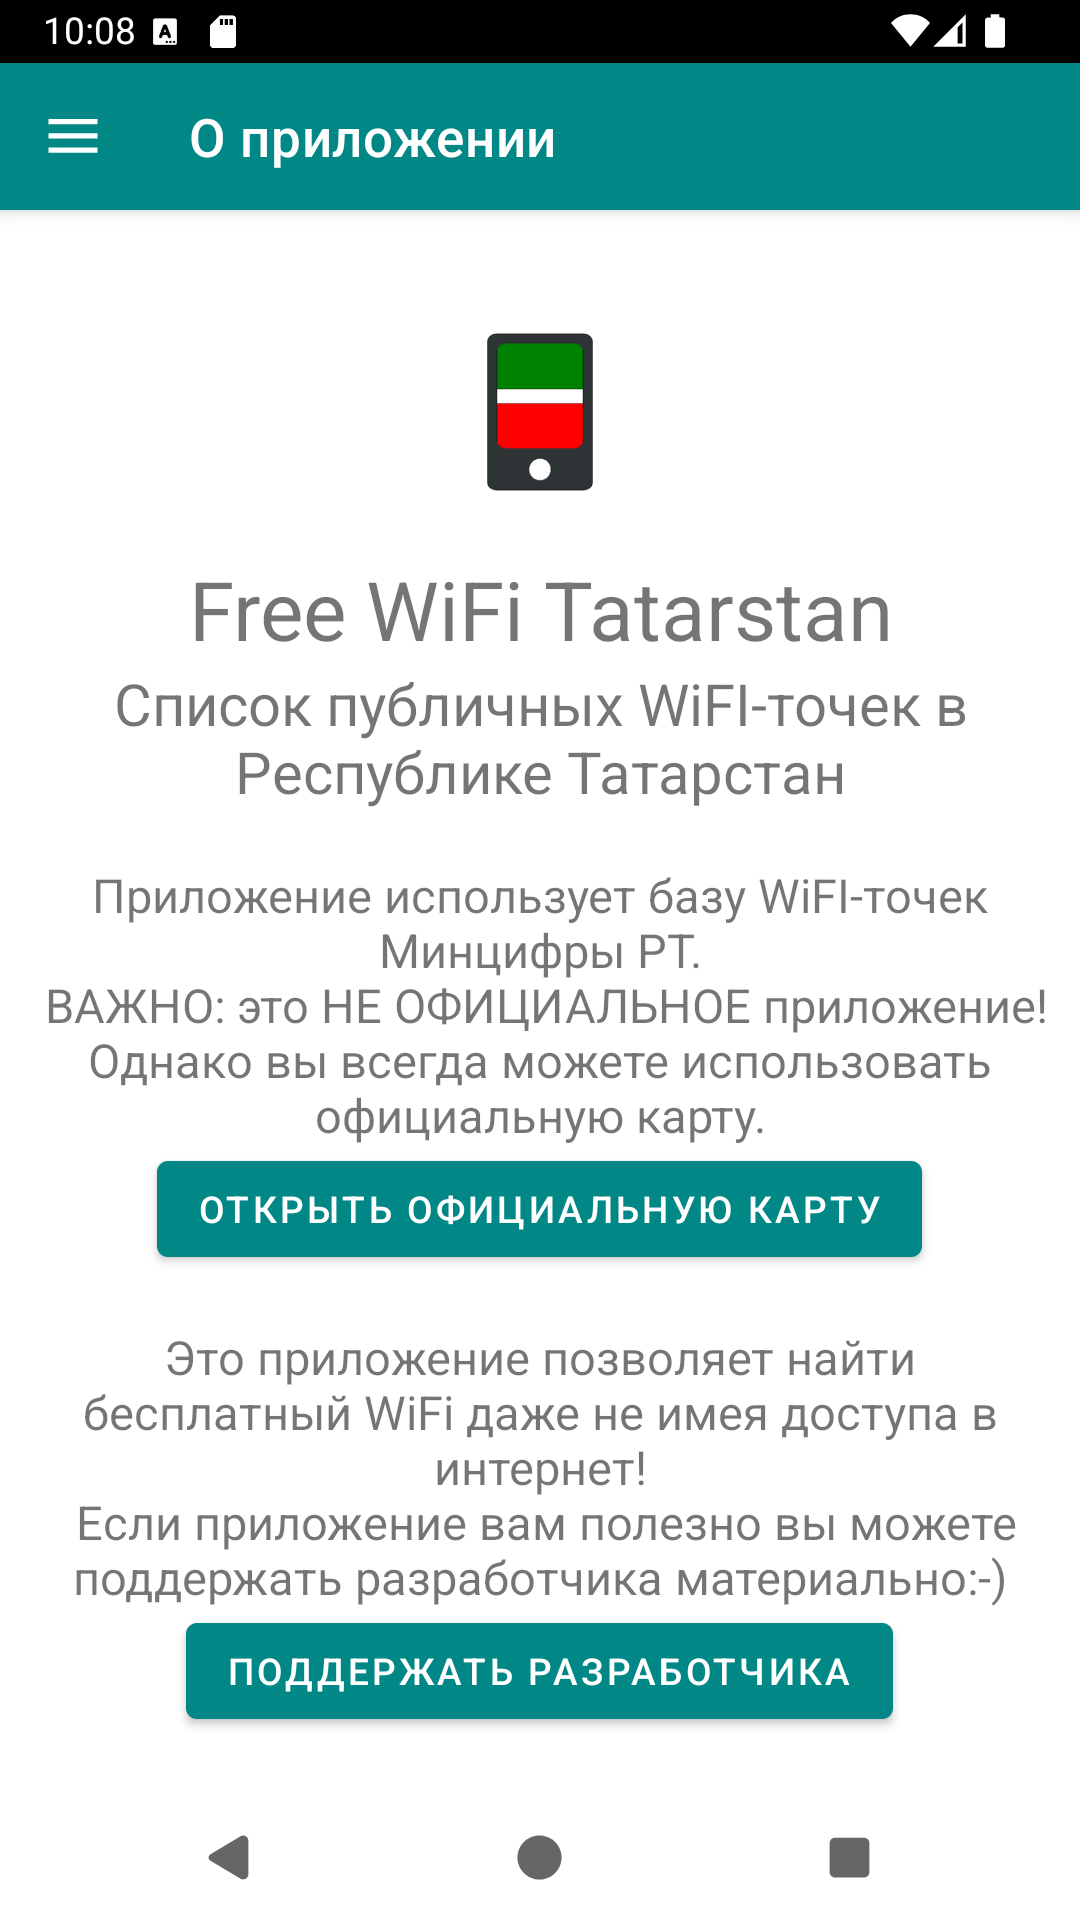 10:08
О приложении
Free WiFi Tatarstan
Список публичных WiFI-точек в
Республике Татарстан
Приложение использует базу WiFI-точек
Минцифры РТ.
ВАЖНО: это НЕ ОФИЦИАЛЬНОЕ приложение!
Однако вы всегда можете использовать
официальную карту.
ОТКРЫТЬ ОФИЦИАЛЬНУЮ КАРТУ
Это приложение позволяет найти
бесплатный WiFi даже не имея доступа в
интернет!
Если приложение вам полезно вы можете
поддержать разработчика материально:-)
ПОДДЕРЖАТЬ РАЗРАБОТЧИКА